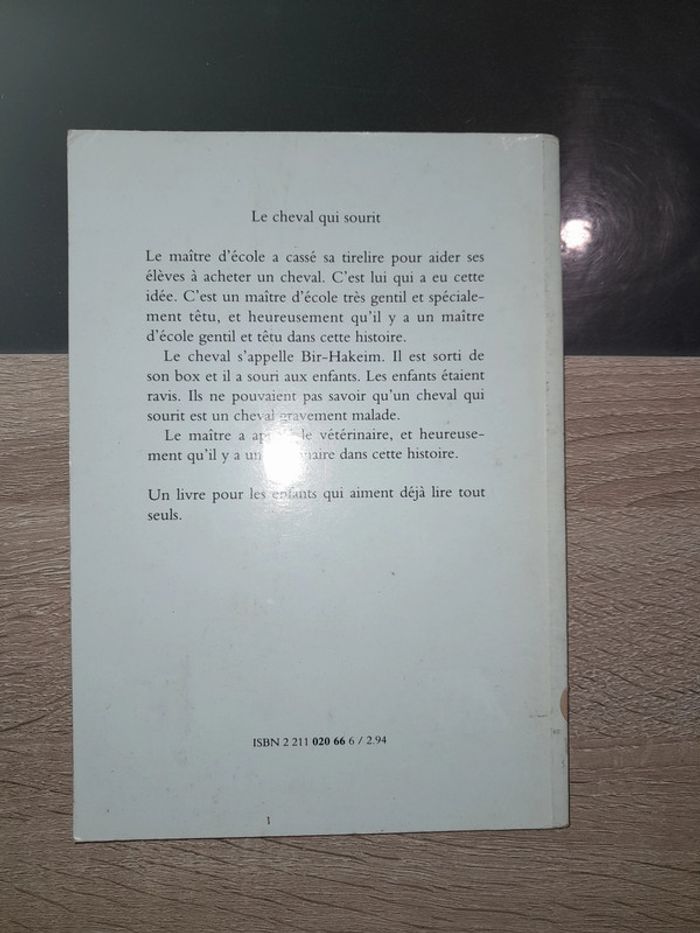 Le cheval qui sourit
Le maître d'école a cassé sa tirelire pour aider ses
élèves à acheter un cheval. C'est lui qui a eu cette
idée. C'est un maître d'école très gentil et spéciale-
ment têtu, et heureusement qu'il y a un maître
d'école gentil et têtu dans cette histoire.
Le cheval s'appelle Bir-Hakeim. Il est sorti de
son box et il a souri aux enfants. Les enfants étaient
ravis. Ils ne pouvaient pas savoir qu'un cheval qui
sourit est un cheval gravement malade.
Le maître a le vétérinaire, et heureuse-
ment qu'il y a un dans cette histoire.
Un livre pour les enfants qui aiment déjà lire tout
seuls.
ISBN 2 211 020 66 6 / 2.94